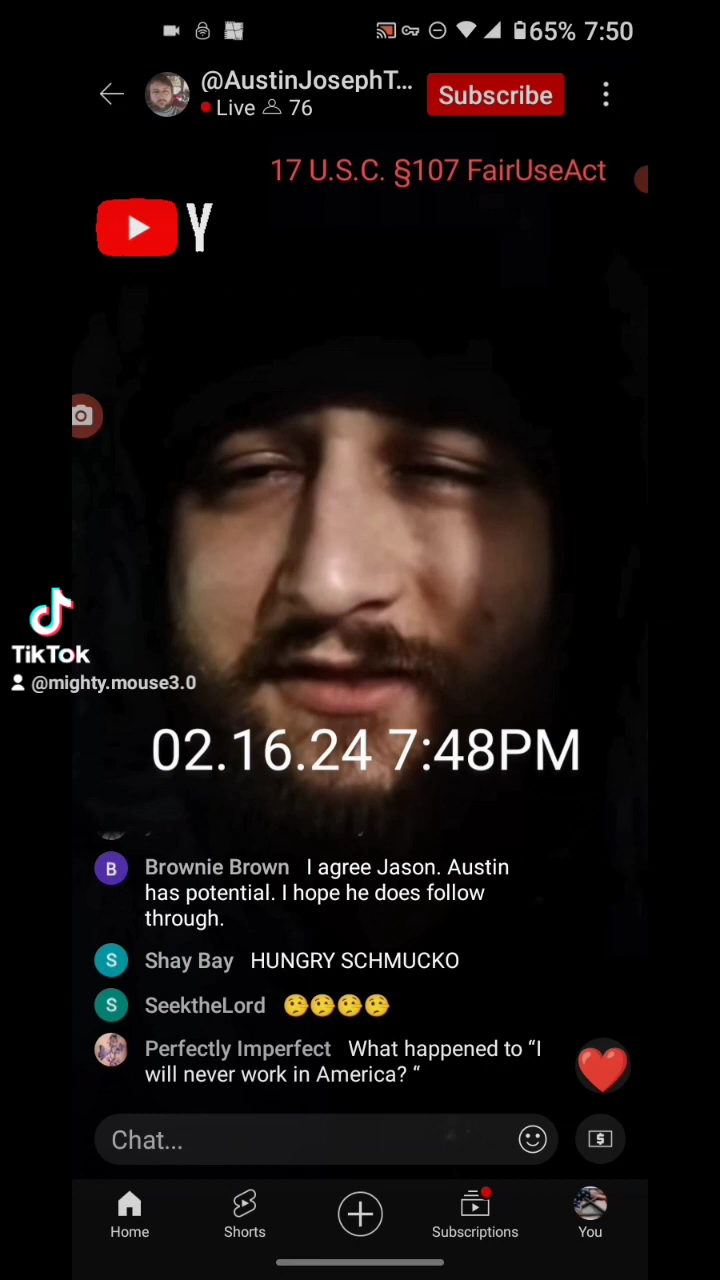 65% 7:50
@AustinJosephT...
Subscribe
Live 76
17 U.S.C. §107 FairUseAct
Y
TikTok
@mighty.mouse3.0
02.16.24 7:48PM
B
Brownie Brown I agree Jason. Austin
has potential. I hope he does follow
through.
S
Shay Bay HUNGRY SCHMUCKO
S
SeektheLord 🤥🤥🤥🤥
Perfectly Imperfect What happened to “I
will never work in America? “
Chat...
Home
Shorts
Subscriptions
You